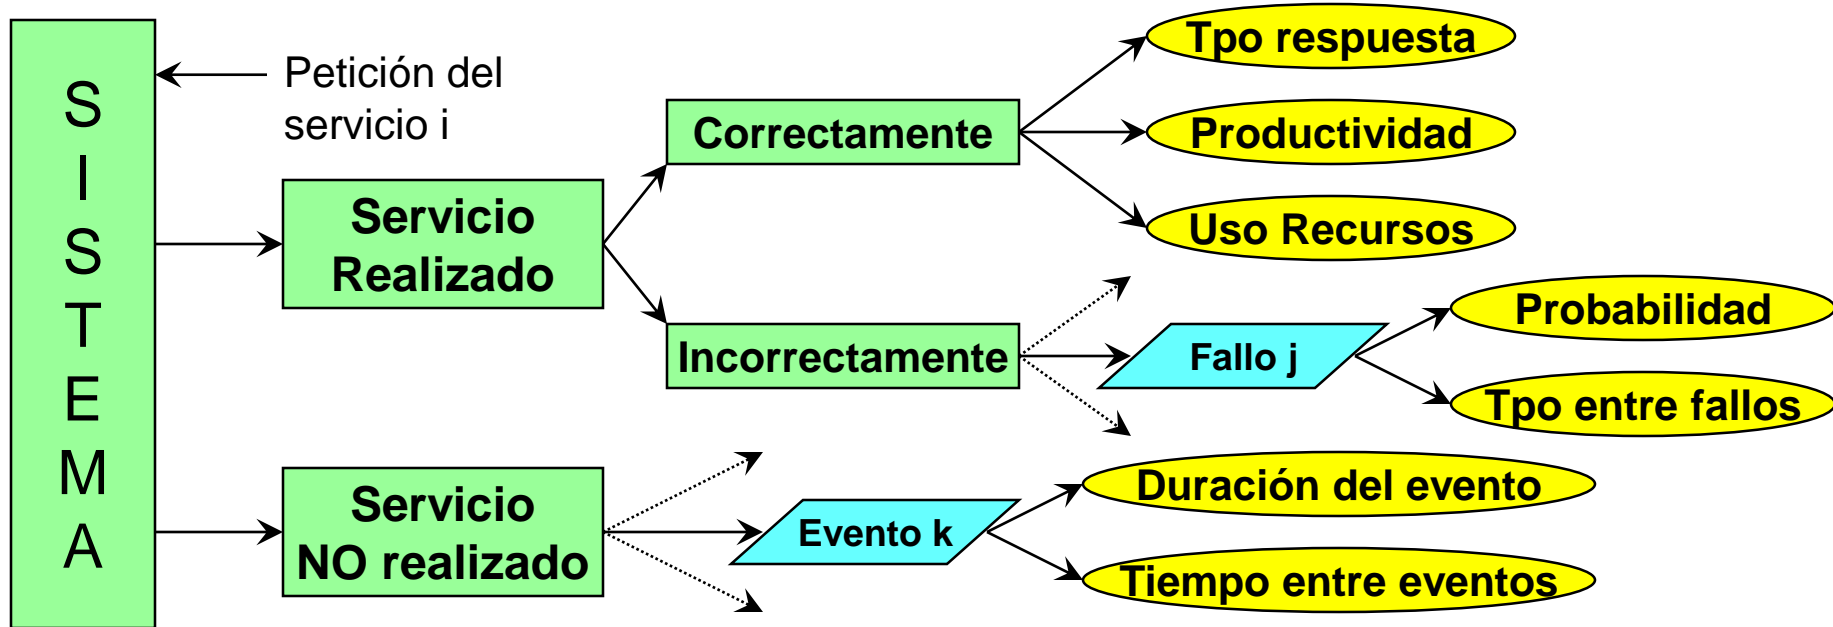 SISTEMA
Petición del
servicio i
Servicio
Realizado
Correctamente
Tpo respuesta
Productividad
Uso Recursos
Incorrectamente
Fallo j
Probabilidad
Tpo entre fallos
Servicio
NO realizado
Evento k
Duración del evento
Tiempo entre eventos